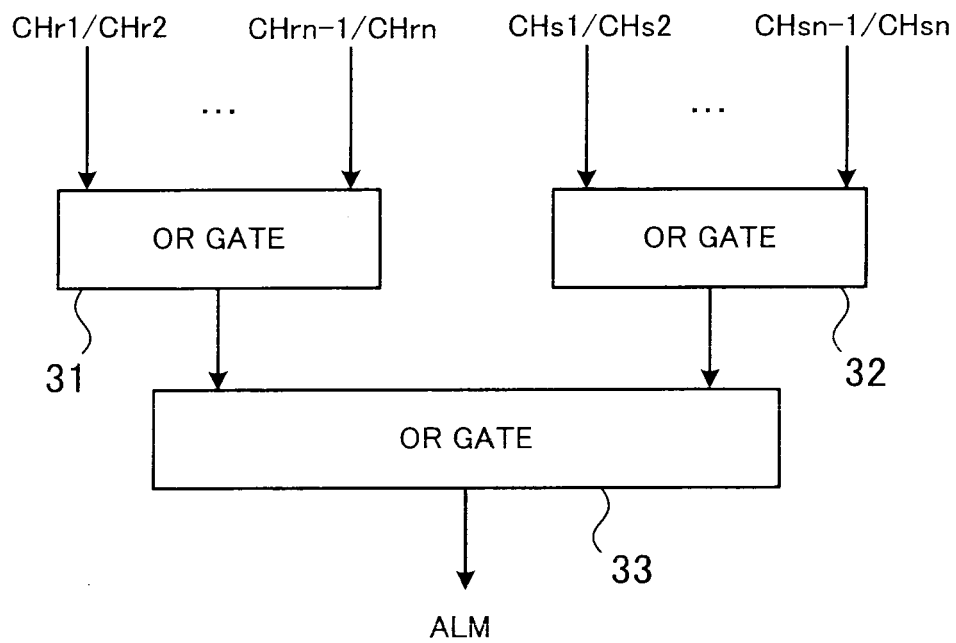 CHr1/CHr2 CHrn-1/CHrn CHs1/CHs2 CHsn-1/CHsn
... ...
OR GATE OR GATE
31 32
OR GATE
33
ALM